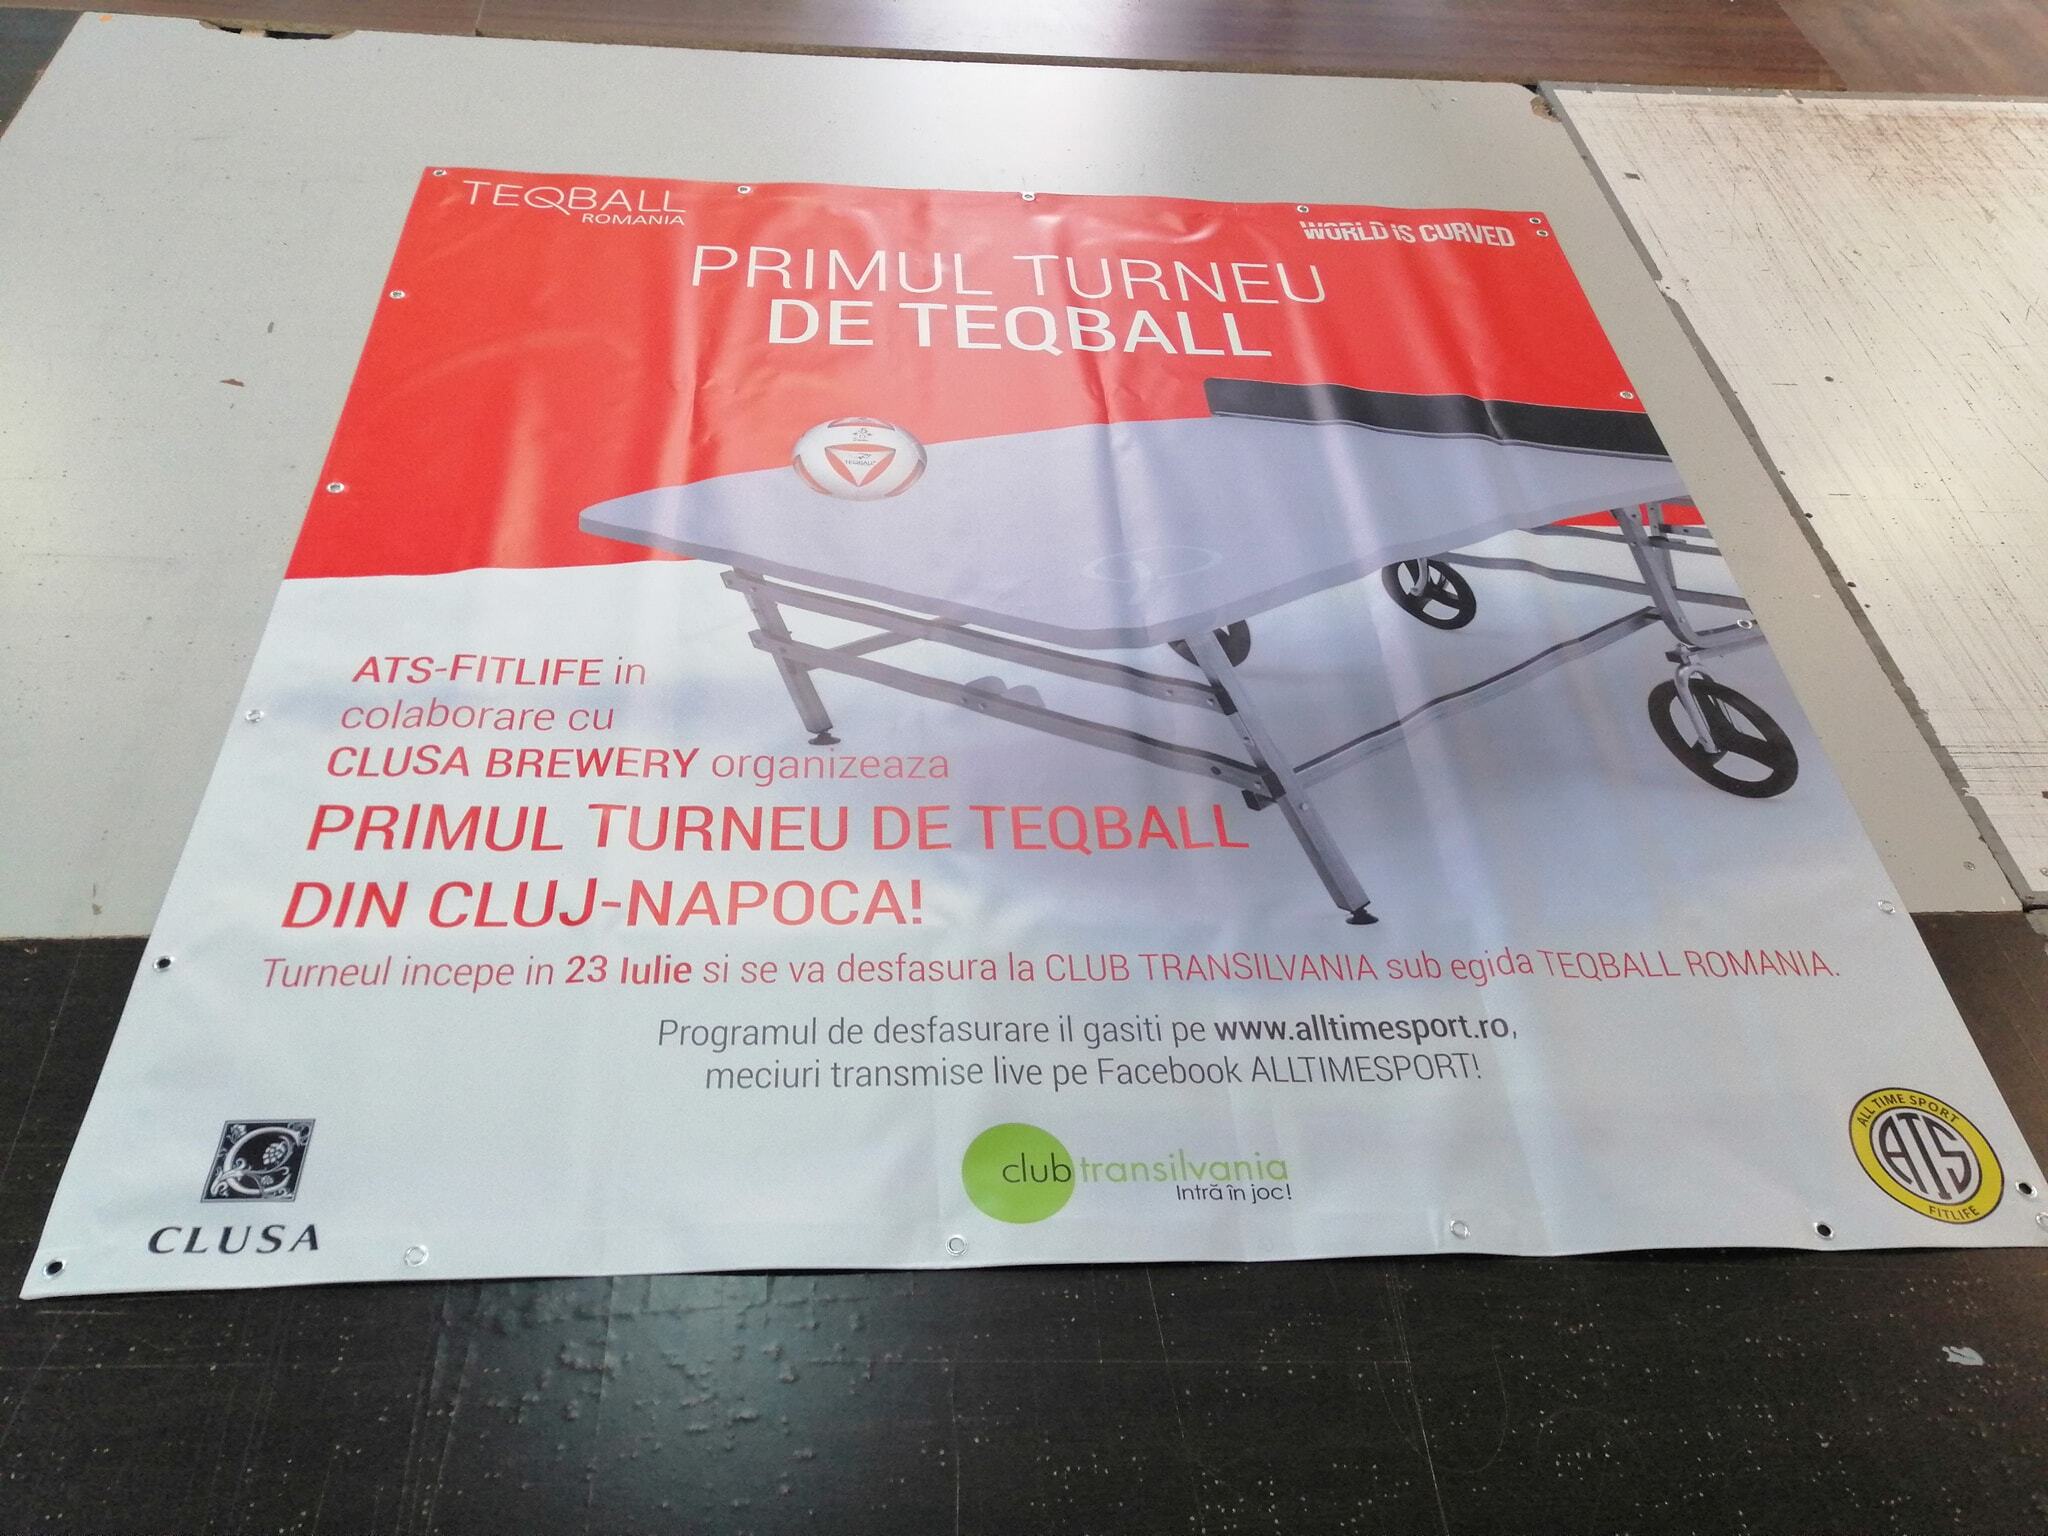 TEQBALL
ROMANIA
WORLD iS CURVED
PRIMUL TURNEU
DE TEQBALL
TEQBALL
ATS-FITLIFE in
colaborare cu
CLUSA BREWERY organizeaza
PRIMUL TURNEU DE TEQBALL
DIN CLUJ-NAPOCA!
Turneul incepe in 23 Iulie si se va desfasura la CLUB TRANSILVANIA sub egida TEQBALL ROMANIA.
Programul de desfasurare il gasiti pe www.alltimesport.ro,
meciuri transmise live pe Facebook ALLTIMESPORT!
CLUSA
club transilvania
Intră în joc!
ALL TIME SPORT
ATS
FITLIFE